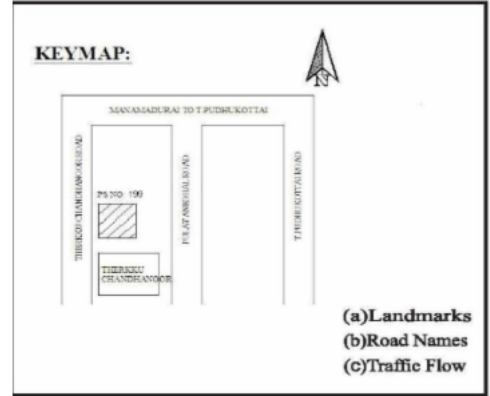 KEYMAP:
N
MANAMADURAI TO T.PUDHUKOTTAI
THERKKU CHANDHANOOR ROAD
PS NO 199
ROAD
T.PUDHUKOTTAI ROAD
THERKKU
CHANDHANOOR
(a)Landmarks
(b)Road Names
(c)Traffic Flow